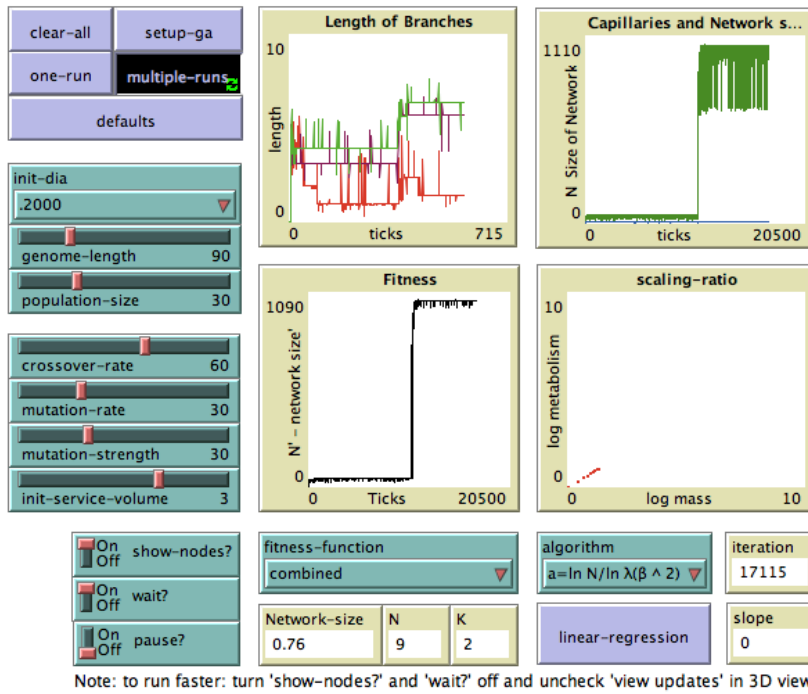 clear-all
setup-ga
one-run
multiple-runs
defaults
init-dia
.2000
genome-length 90
population-size 30
crossover-rate 60
mutation-rate 30
mutation-strength 30
init-service-volume 3
On
Off
show-nodes?
On
Off
wait?
On
Off
pause?
Length of Branches
10
length
0
0 ticks 715
Capillaries and Network s...
1110
N Size of Network
0
0 ticks 20500
Fitness
1090
N' - network size'
0
0 Ticks 20500
scaling-ratio
10
log metabolism
0
0 log mass 10
fitness-function
combined
algorithm
a=ln N/ln λ(β ^ 2)
iteration
17115
Network-size
0.76
N
9
K
2
linear-regression
slope
0
Note: to run faster: turn 'show-nodes?' and 'wait?' off and uncheck 'view updates' in 3D view